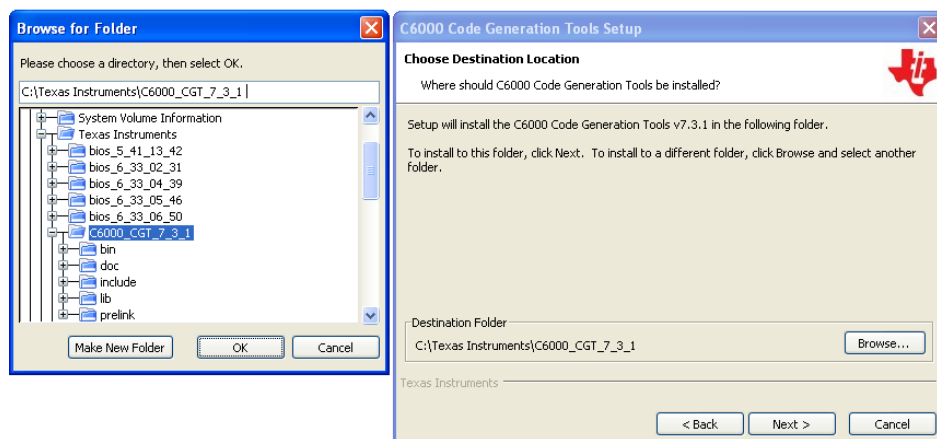 Browse for Folder
Please choose a directory, then select OK.
C:\Texas Instruments\C6000_CGT_7_3_1
System Volume Information
Texas Instruments
bios_5_41_13_42
bios_6_33_02_31
bios_6_33_04_39
bios_6_33_05_46
bios_6_33_06_50
C6000_CGT_7_3_1
bin
doc
include
lib
prelink
Make New Folder
OK
Cancel
C6000 Code Generation Tools Setup
Choose Destination Location
Where should C6000 Code Generation Tools be installed?
Setup will install the C6000 Code Generation Tools v7.3.1 in the following folder.
To install to this folder, click Next. To install to a different folder, click Browse and select another
folder.
Destination Folder
C:\Texas Instruments\C6000_CGT_7_3_1
Browse...
Texas Instruments
< Back
Next >
Cancel